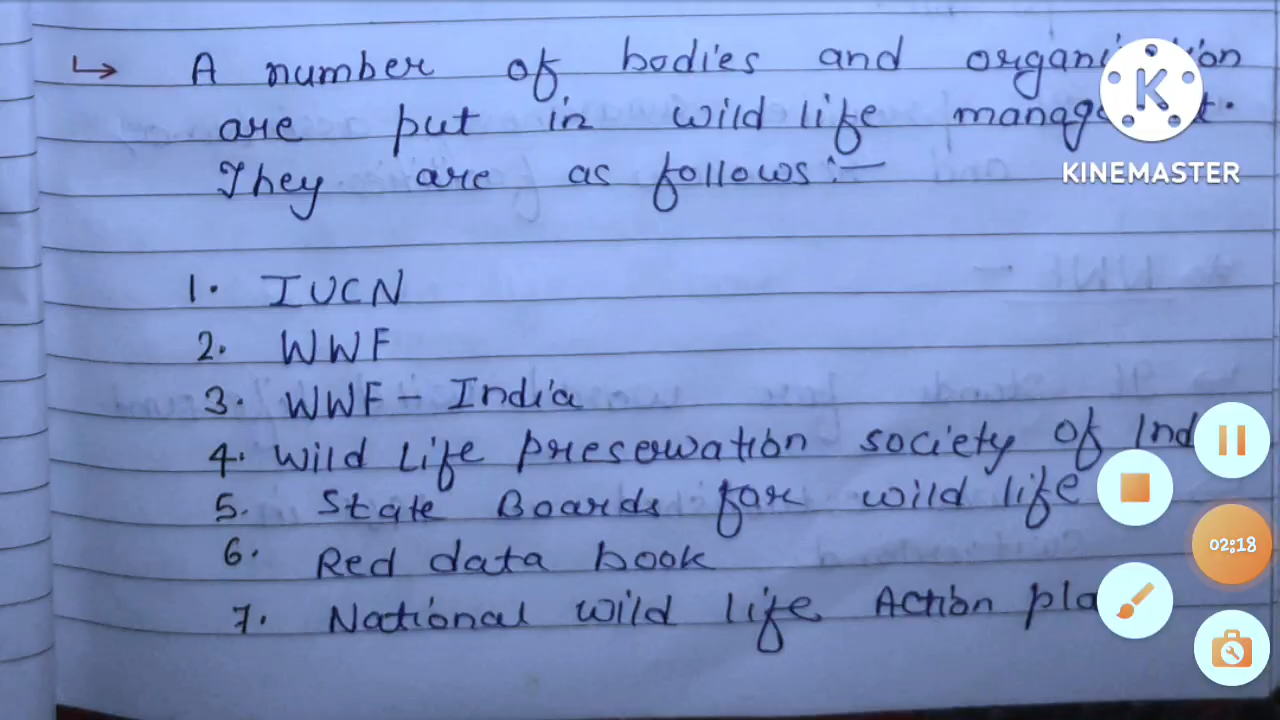 ↳ A number of bodies and
are put in wild life
They are as follows :-
1. IUCN
2. WWF
3. WWF - India
4. Wild Life preservation society of Ind
5. State Boards for wild life
6. Red data book
7. National wild life Action pla
K
KINEMASTER
02:18